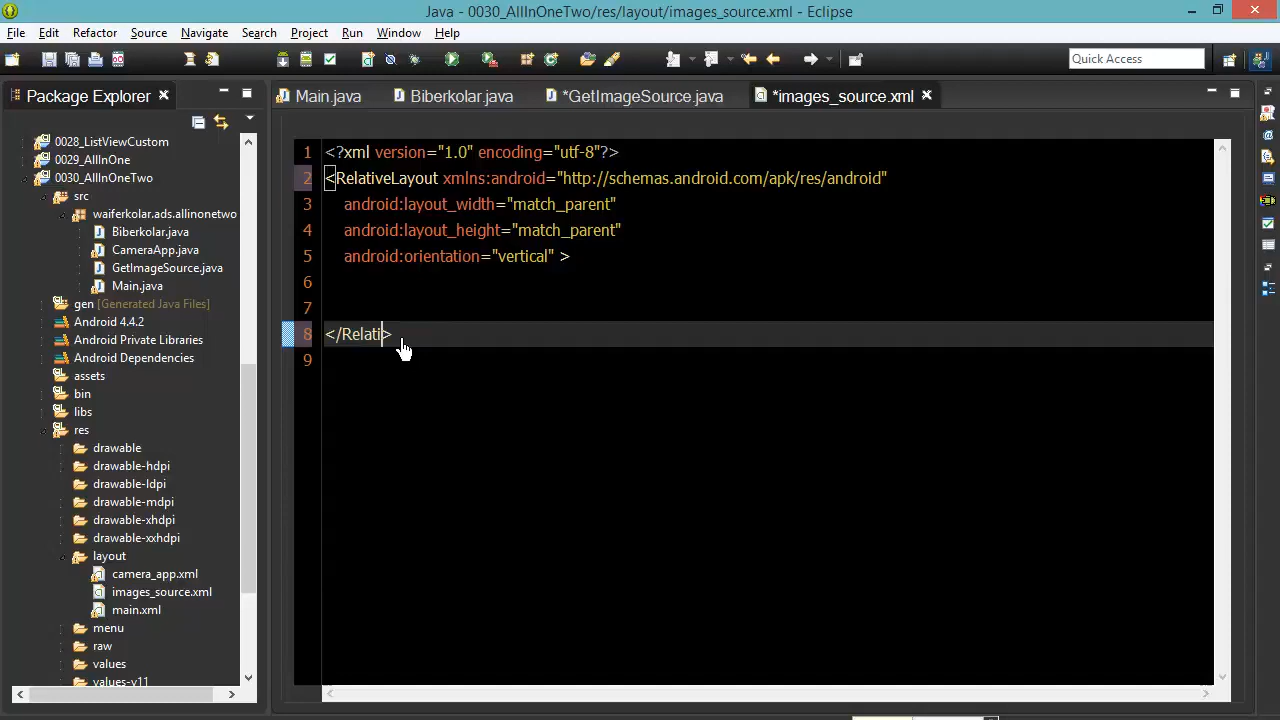 Java - 0030_AllInOneTwo/res/layout/images_source.xml - Eclipse
File Edit Refactor Source Navigate Search Project Run Window Help
Quick Access
Package Explorer
Main.java Biberkolar.java *GetImageSource.java *images_source.xml
0028_ListViewCustom
0029_AllInOne
0030_AllInOneTwo
src
waiferkolar.ads.allinonetwo
Biberkolar.java
CameraApp.java
GetImageSource.java
Main.java
gen [Generated Java Files]
Android 4.4.2
Android Private Libraries
Android Dependencies
assets
bin
libs
res
drawable
drawable-hdpi
drawable-ldpi
drawable-mdpi
drawable-xhdpi
drawable-xxhdpi
layout
camera_app.xml
images_source.xml
main.xml
menu
raw
values
values-v11
1 <?xml version="1.0" encoding="utf-8"?>
2 <RelativeLayout xmlns:android="http://schemas.android.com/apk/res/android"
3 android:layout_width="match_parent"
4 android:layout_height="match_parent"
5 android:orientation="vertical" >
6
7
8 </Relati>
9